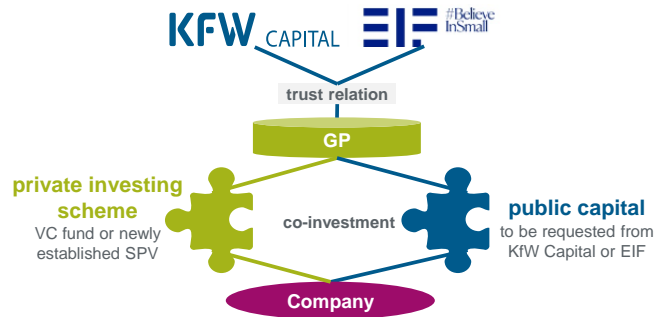 KFW CAPITAL
EIF
#Believe
InSmall
trust relation
GP
private investing
scheme
VC fund or newly
established SPV
co-investment
public capital
to be requested from
KfW Capital or EIF
Company